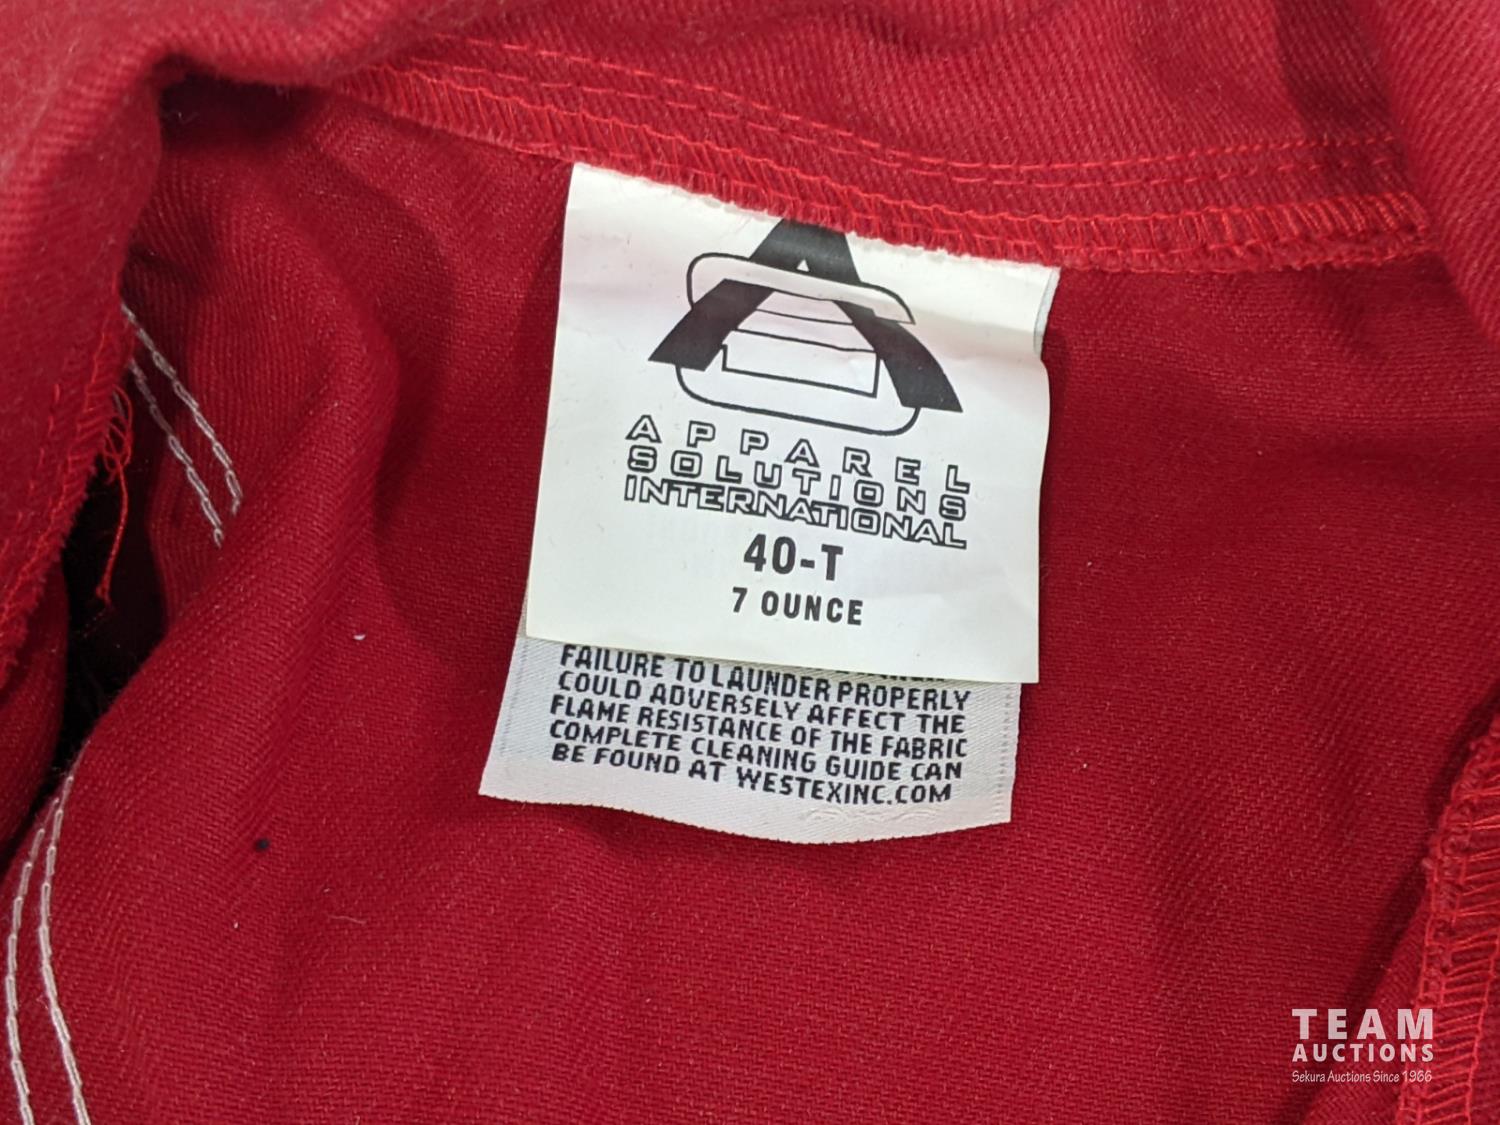 APPAREL
SOLUTIONS
INTERNATIONAL
40-T
7 OUNCE
FAILURE TO LAUNDER PROPERLY
COULD ADVERSELY AFFECT THE
FLAME RESISTANCE OF THE FABRIC
COMPLETE CLEANING GUIDE CAN
BE FOUND AT WESTEXINC.COM
TEAM
AUCTIONS
Sekura Auctions Since 1966